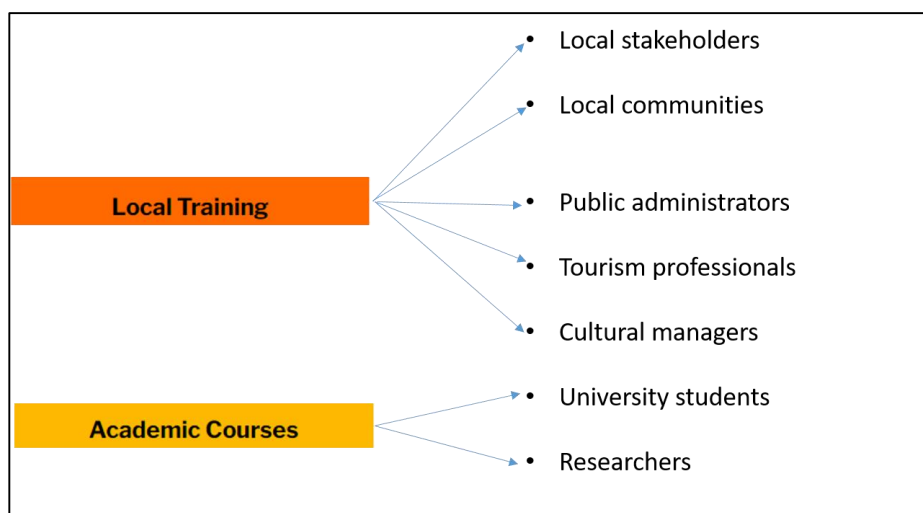 • Local stakeholders
• Local communities
Local Training
• Public administrators
• Tourism professionals
• Cultural managers
• University students
Academic Courses
• Researchers